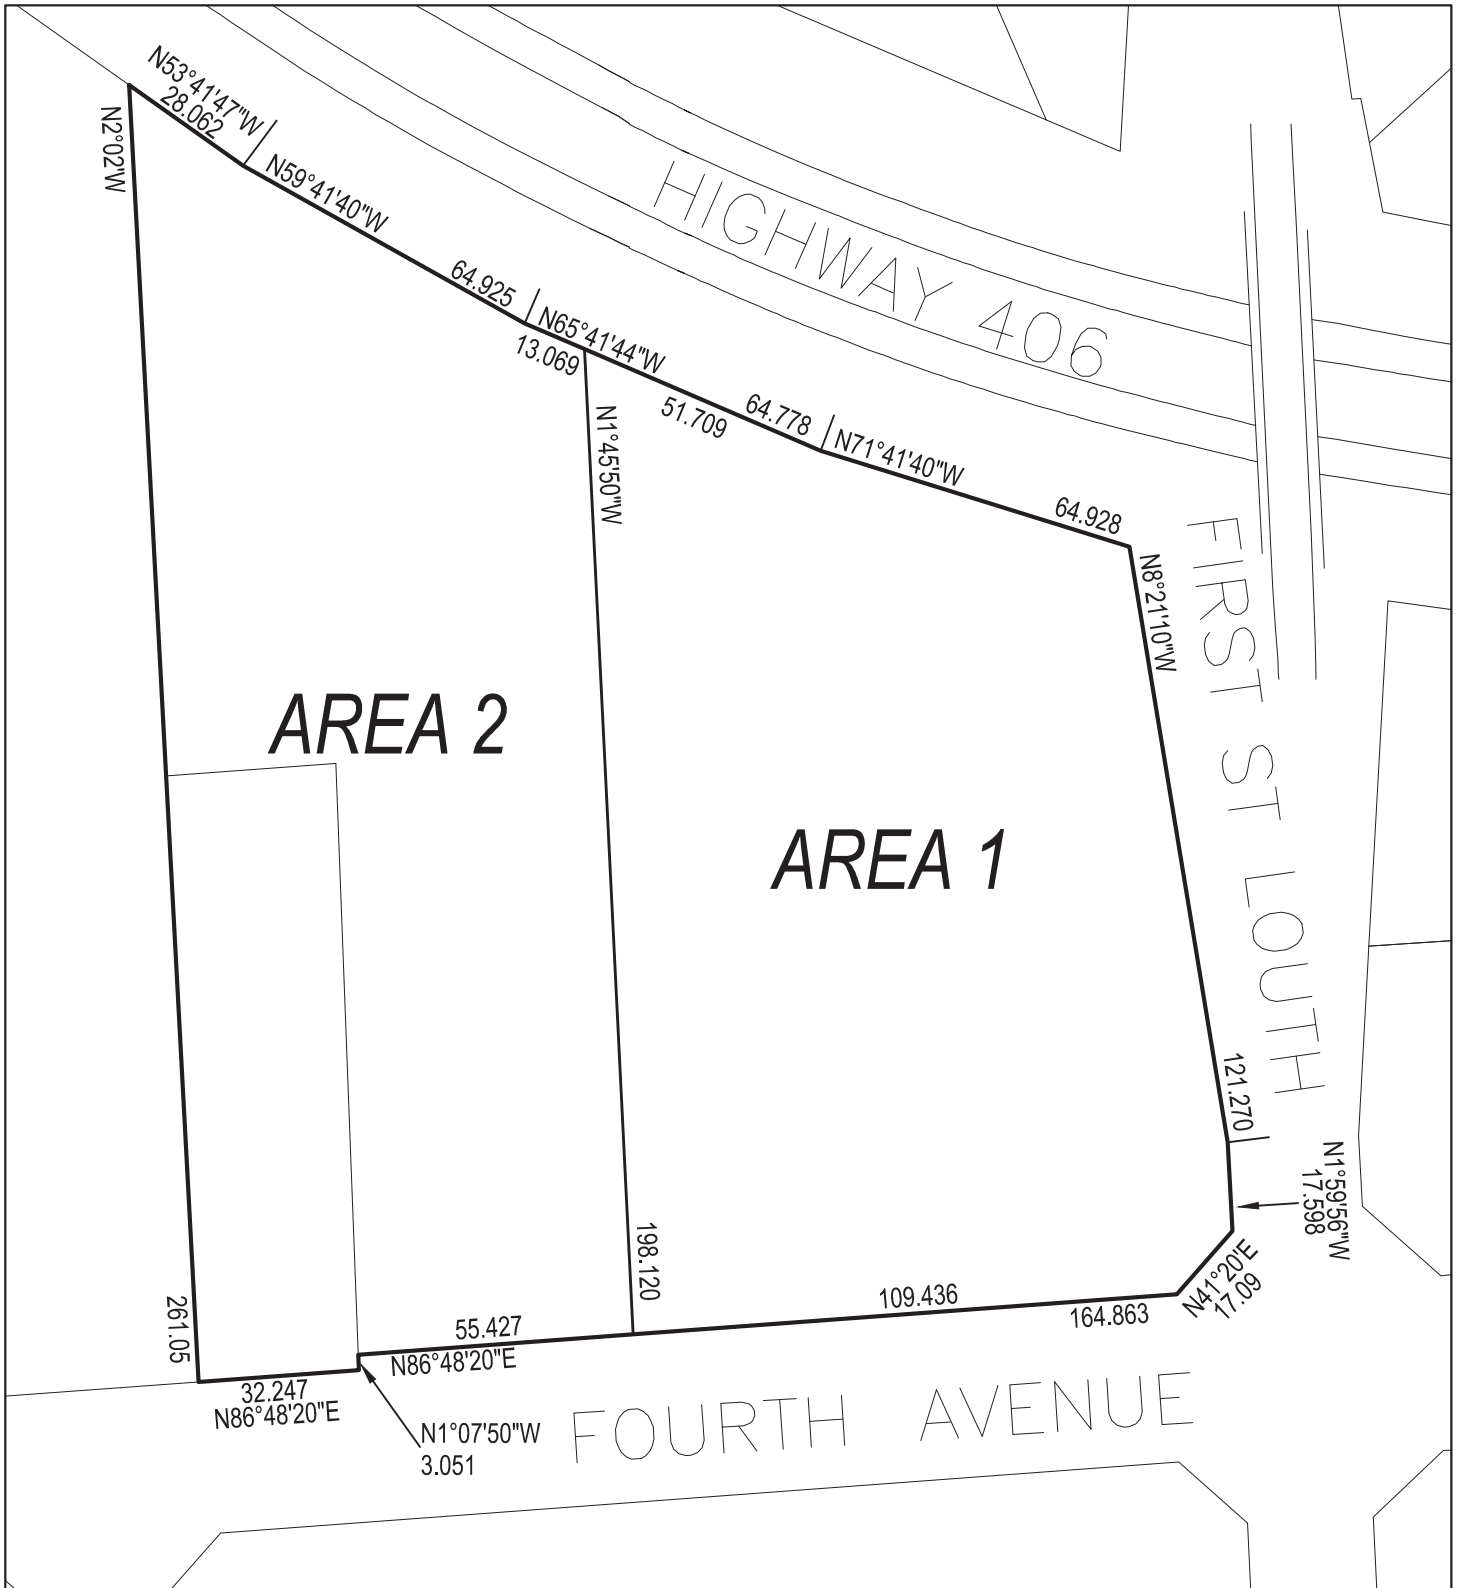 N53°41'47"W
28.062
N2°02'W
N59°41'40"W
64.925
N65°41'44"W
13.069
HIGHWAY 406
51.709
64.778
N71°41'40"W
64.928
N1°45'50"W
N8°21'10"W
FIRST ST LOUTH
AREA 2
AREA 1
121.270
N1°59'56"W
17.598
N41°20'E
17.09
198.120
261.05
109.436
164.863
55.427
N86°48'20"E
32.247
N86°48'20"E
N1°07'50"W
3.051
FOURTH AVENUE